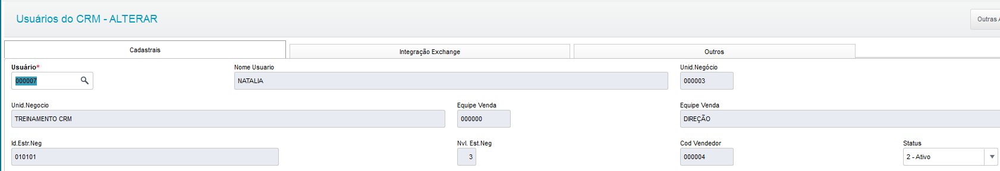 Usuários do CRM - ALTERAR
Outras
Cadastrais
Integração Exchange
Outros
Usuário*
Nome Usuario
Unid.Negócio
000007
NATALIA
000003
Unid.Negocio
Equipe Venda
Equipe Venda
TREINAMENTO CRM
000000
DIREÇÃO
Id.Estr.Neg
Nvl. Est.Neg
Cod Vendedor
Status
010101
3
000004
2 - Ativo